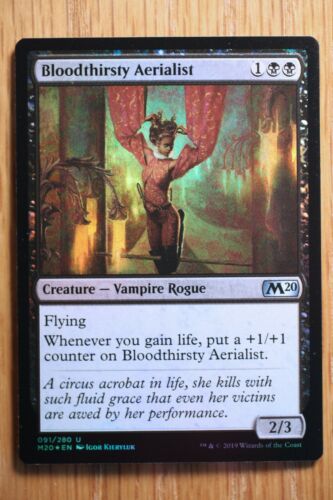 Bloodthirsty Aerialist 1
Creature — Vampire Rogue M20
Flying
Whenever you gain life, put a +1/+1
counter on Bloodthirsty Aerialist.
A circus acrobat in life, she kills with
such fluid grace that even her victims
are awed by her performance.
2/3
091/280 U
M20 ★ EN Igor Kieryluk ™ & © 2019 Wizards of the Coast